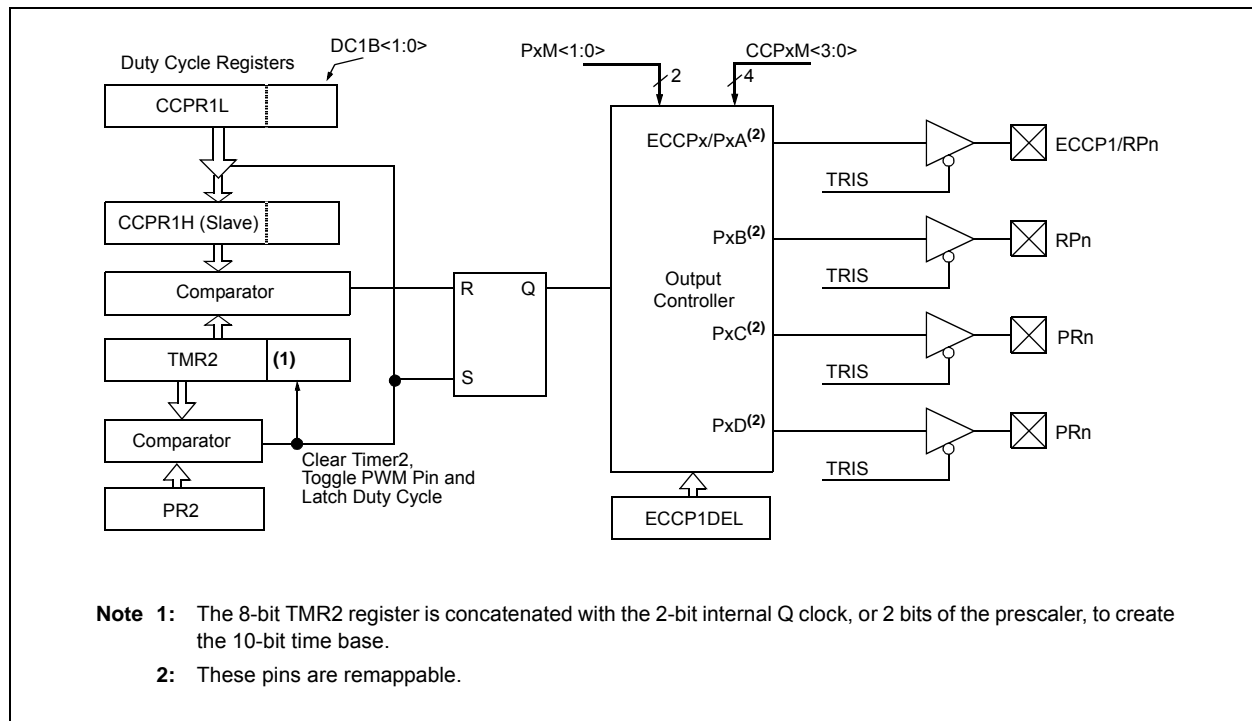 DC1B<1:0>
Duty Cycle Registers
CCPR1L
CCPR1H (Slave)
Comparator
TMR2
(1)
Comparator
PR2
Clear Timer2,
Toggle PWM Pin and
Latch Duty Cycle
R
Q
S
PxM<1:0>
2
CCPxM<3:0>
4
ECCPx/PxA(2)
PxB(2)
Output
Controller
PxC(2)
PxD(2)
ECCP1DEL
TRIS
ECCP1/RPn
TRIS
RPn
TRIS
PRn
TRIS
PRn
Note 1: The 8-bit TMR2 register is concatenated with the 2-bit internal Q clock, or 2 bits of the prescaler, to create
the 10-bit time base.
2: These pins are remappable.